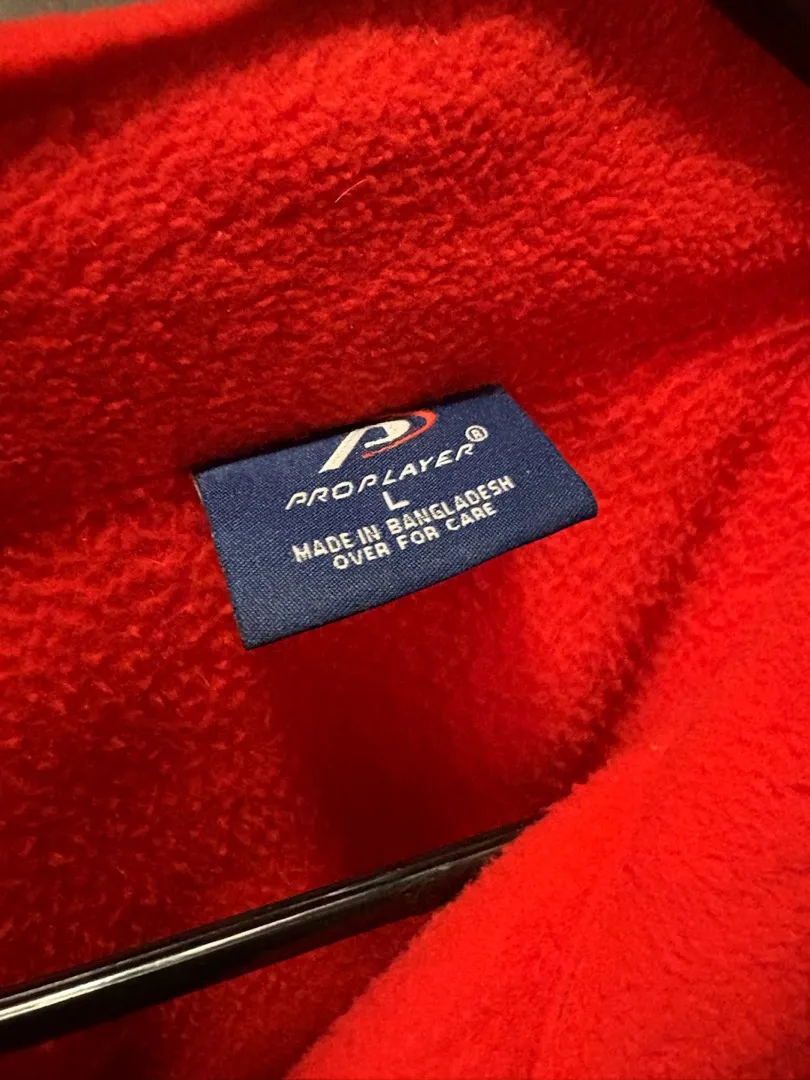 PROPLAYER®
L
MADE IN BANGLADESH
OVER FOR CARE